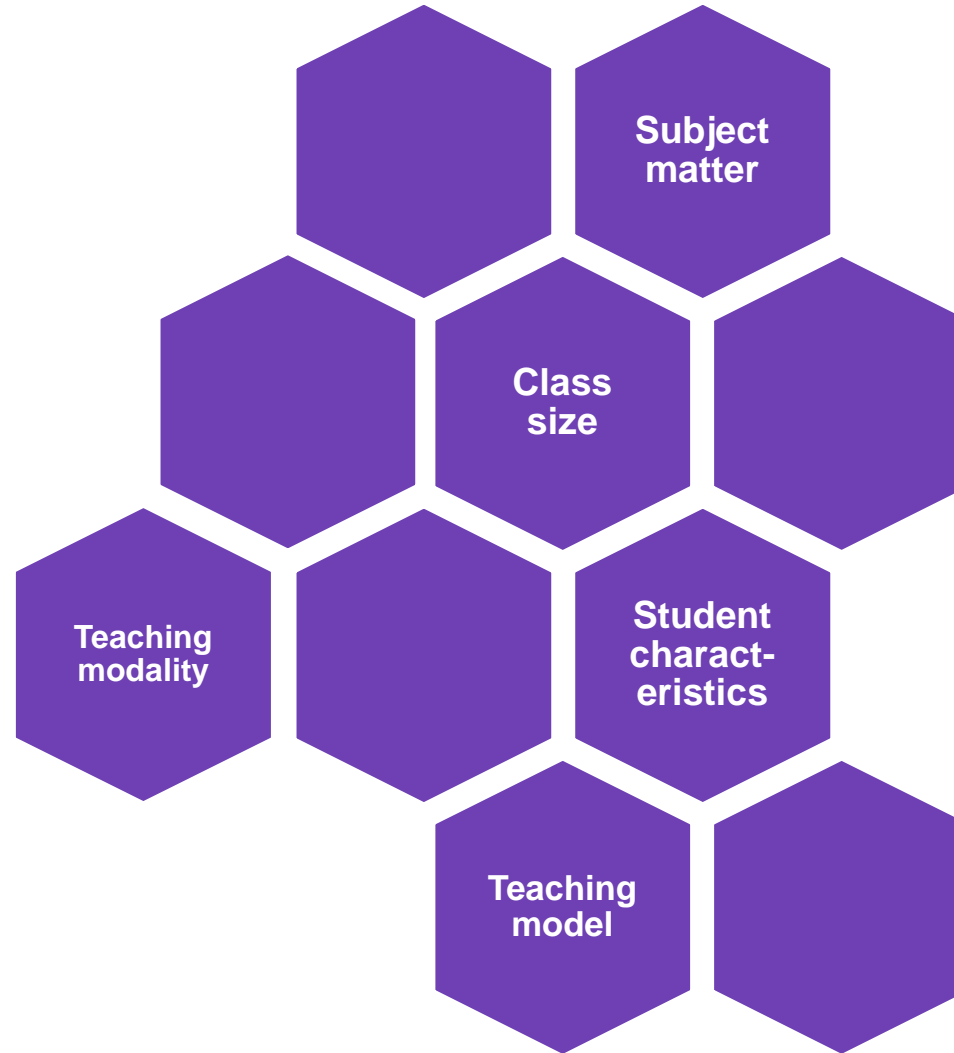 Subject
matter
Class
size
Teaching
modality
Student
charact-
eristics
Teaching
model